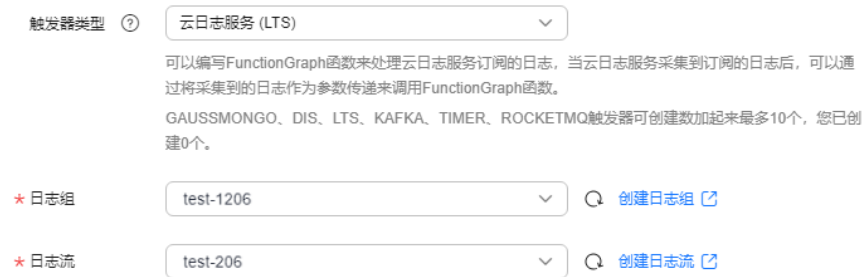 触发器类型 云日志服务 (LTS)
可以编写FunctionGraph函数来处理云日志服务订阅的日志，当云日志服务采集到订阅的日志后，可以通
过将采集到的日志作为参数传递来调用FunctionGraph函数。
GAUSSMONGO、DIS、LTS、KAFKA、TIMER、ROCKETMQ触发器可创建数加起来最多10个，您已创
建0个。
* 日志组 test-1206 创建日志组
* 日志流 test-206 创建日志流